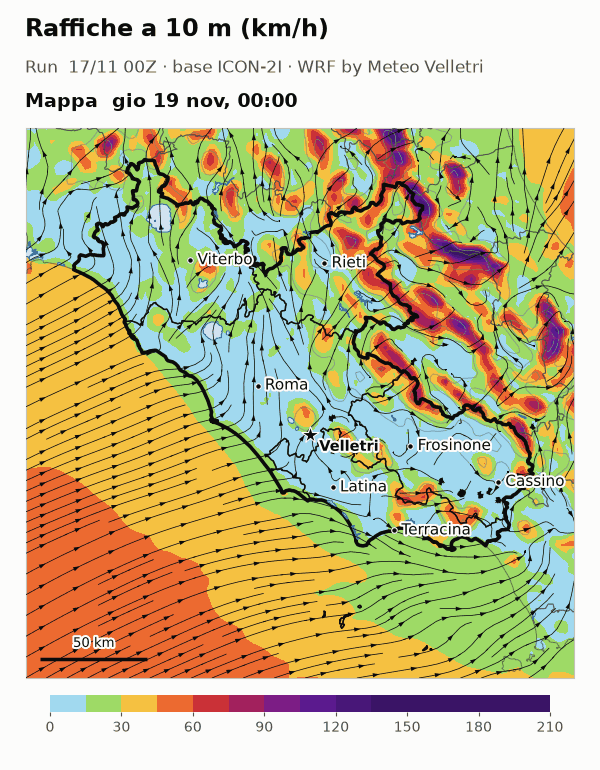 Raffiche a 10 m (km/h)
Run 17/11 00Z · base ICON-2I · WRF by Meteo Velletri
Mappa gio 19 nov, 00:00
Viterbo
Rieti
Roma
Velletri
Frosinone
Latina
Cassino
Terracina
50 km
0 30 60 90 120 150 180 210